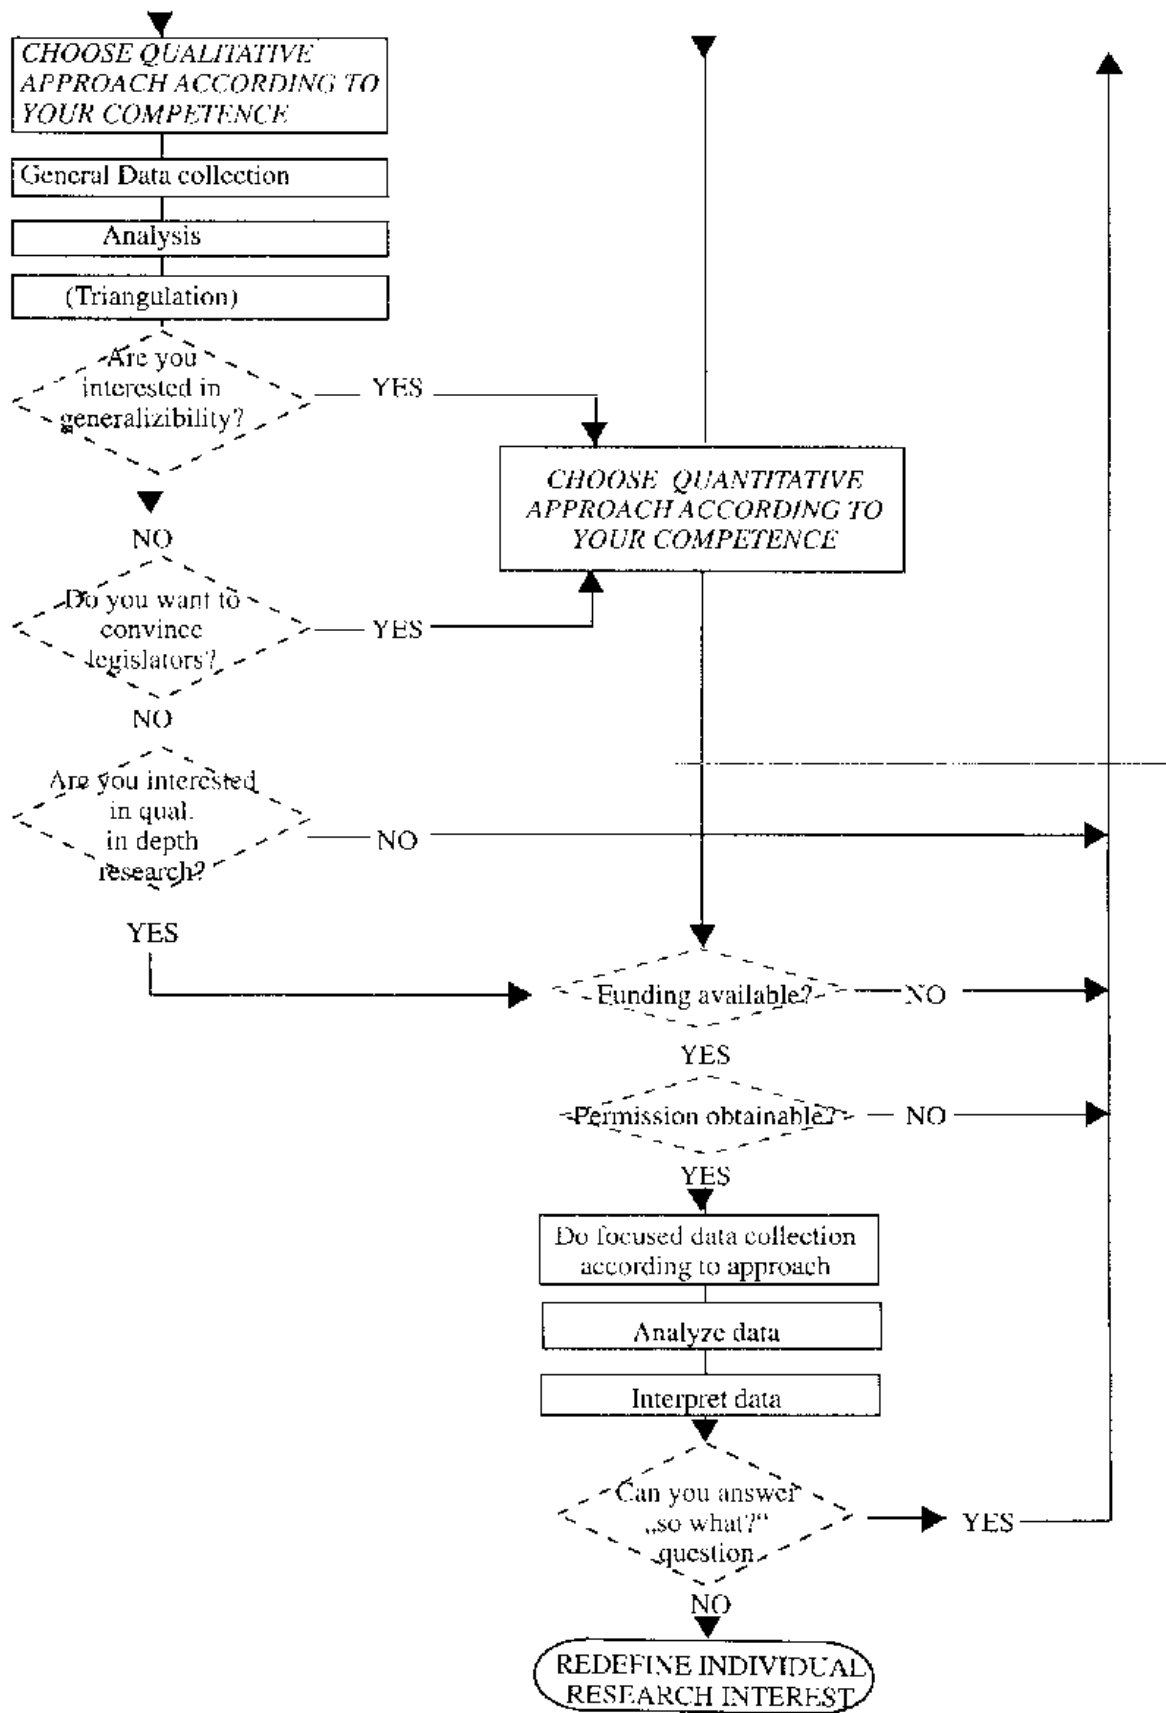 CHOOSE QUALITATIVE
APPROACH ACCORDING TO
YOUR COMPETENCE
General Data collection
Analysis
(Triangulation)
Are you
interested in
generalizibility?
YES
CHOOSE QUANTITATIVE
APPROACH ACCORDING TO
YOUR COMPETENCE
NO
Do you want to
convince
legislators?
YES
NO
Are you interested
in qual.
in depth
research?
NO
YES
Funding available?
NO
YES
Permission obtainable?
NO
YES
Do focused data collection
according to approach
Analyze data
Interpret data
Can you answer
„so what?“
question
YES
NO
REDEFINE INDIVIDUAL
RESEARCH INTEREST